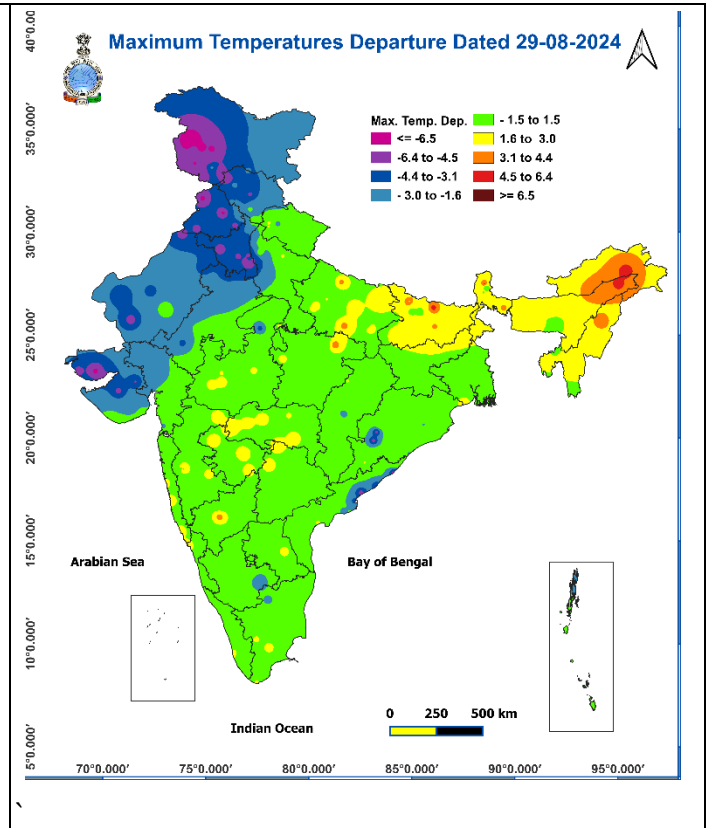 Maximum Temperatures Departure Dated 29-08-2024
Max. Temp. Dep.
<= -6.5
-6.4 to -4.5
-4.4 to -3.1
- 3.0 to -1.6
- 1.5 to 1.5
1.6 to 3.0
3.1 to 4.4
4.5 to 6.4
>= 6.5
40°0.000'
35°0.000'
30°0.000'
25°0.000'
20°0.000'
15°0.000'
10°0.000'
5°0.000'
Arabian Sea
Bay of Bengal
Indian Ocean
0 250 500 km
70°0.000' 75°0.000' 80°0.000' 85°0.000' 90°0.000' 95°0.000'
`